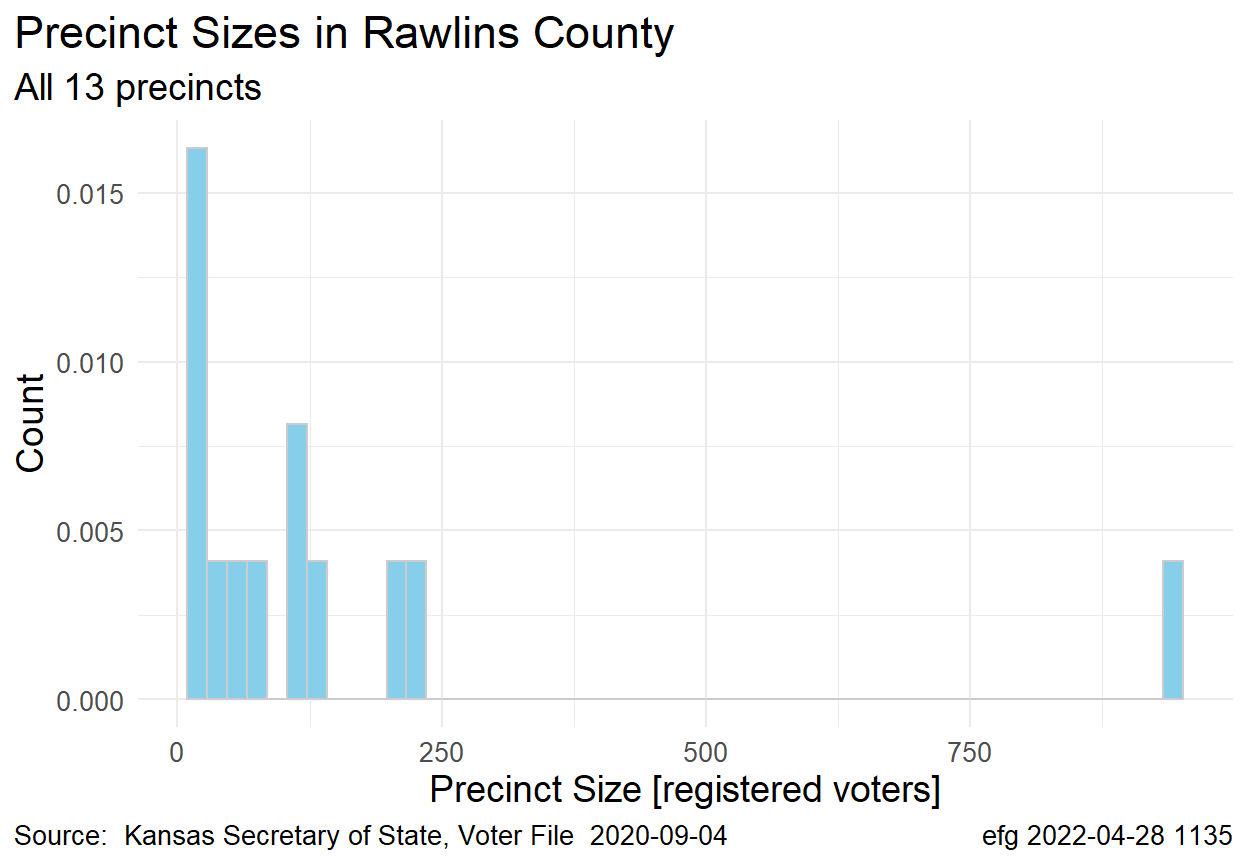 Precinct Sizes in Rawlins County
All 13 precincts
Count
0.015
0.010
0.005
0.000
0 250 500 750
Precinct Size [registered voters]
Source:  Kansas Secretary of State, Voter File  2020-09-04
efg 2022-04-28 1135